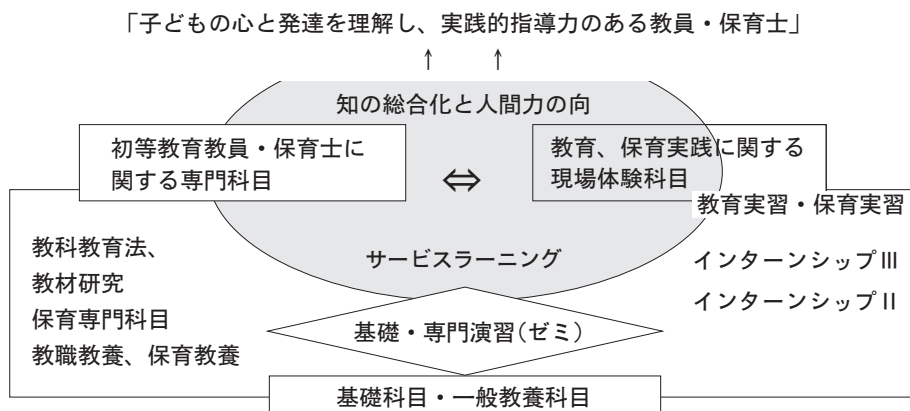 「子どもの心と発達を理解し、実践的指導力のある教員・保育士」
↑ ↑
知の総合化と人間力の向
初等教育教員・保育士に
関する専門科目
⇔
教育、保育実践に関する
現場体験科目
教育実習・保育実習
教科教育法、
教材研究
保育専門科目
教職教養、保育教養
サービスラーニング
インターンシップⅢ
インターンシップⅡ
基礎・専門演習(ゼミ)
基礎科目・一般教養科目